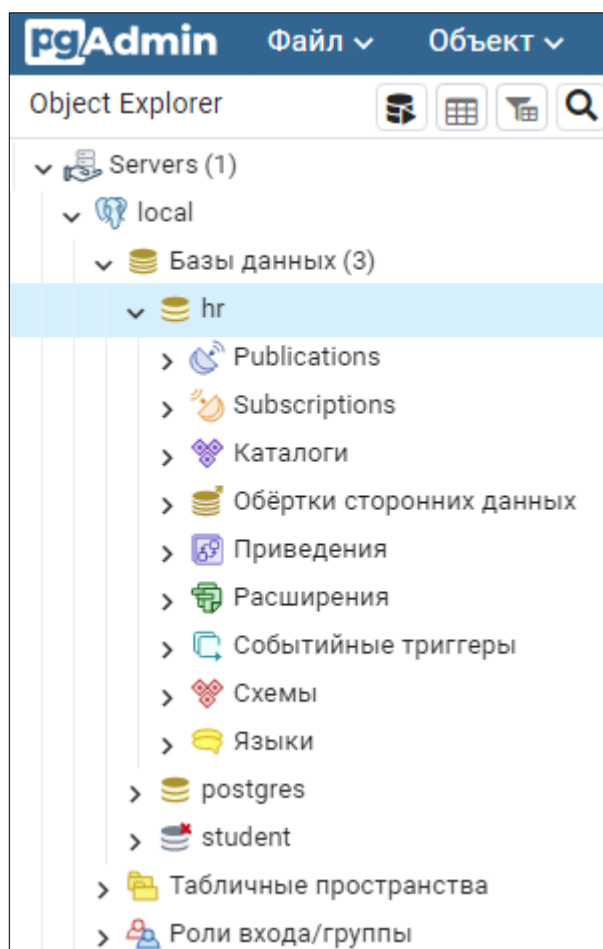 pgAdmin Файл Объект
Object Explorer
Servers (1)
local
Базы данных (3)
hr
Publications
Subscriptions
Каталоги
Обёртки сторонних данных
Приведения
Расширения
Событийные триггеры
Схемы
Языки
postgres
student
Табличные пространства
Роли входа/группы